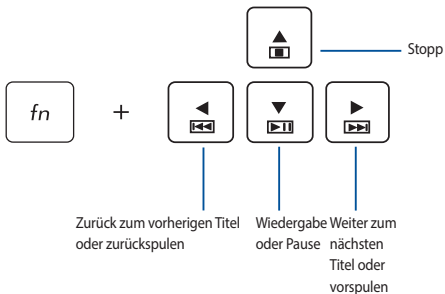 Stopp
fn
+
Zurück zum vorherigen Titel
oder zurückspulen
Wiedergabe
oder Pause
Weiter zum
nächsten
Titel oder
vorspulen